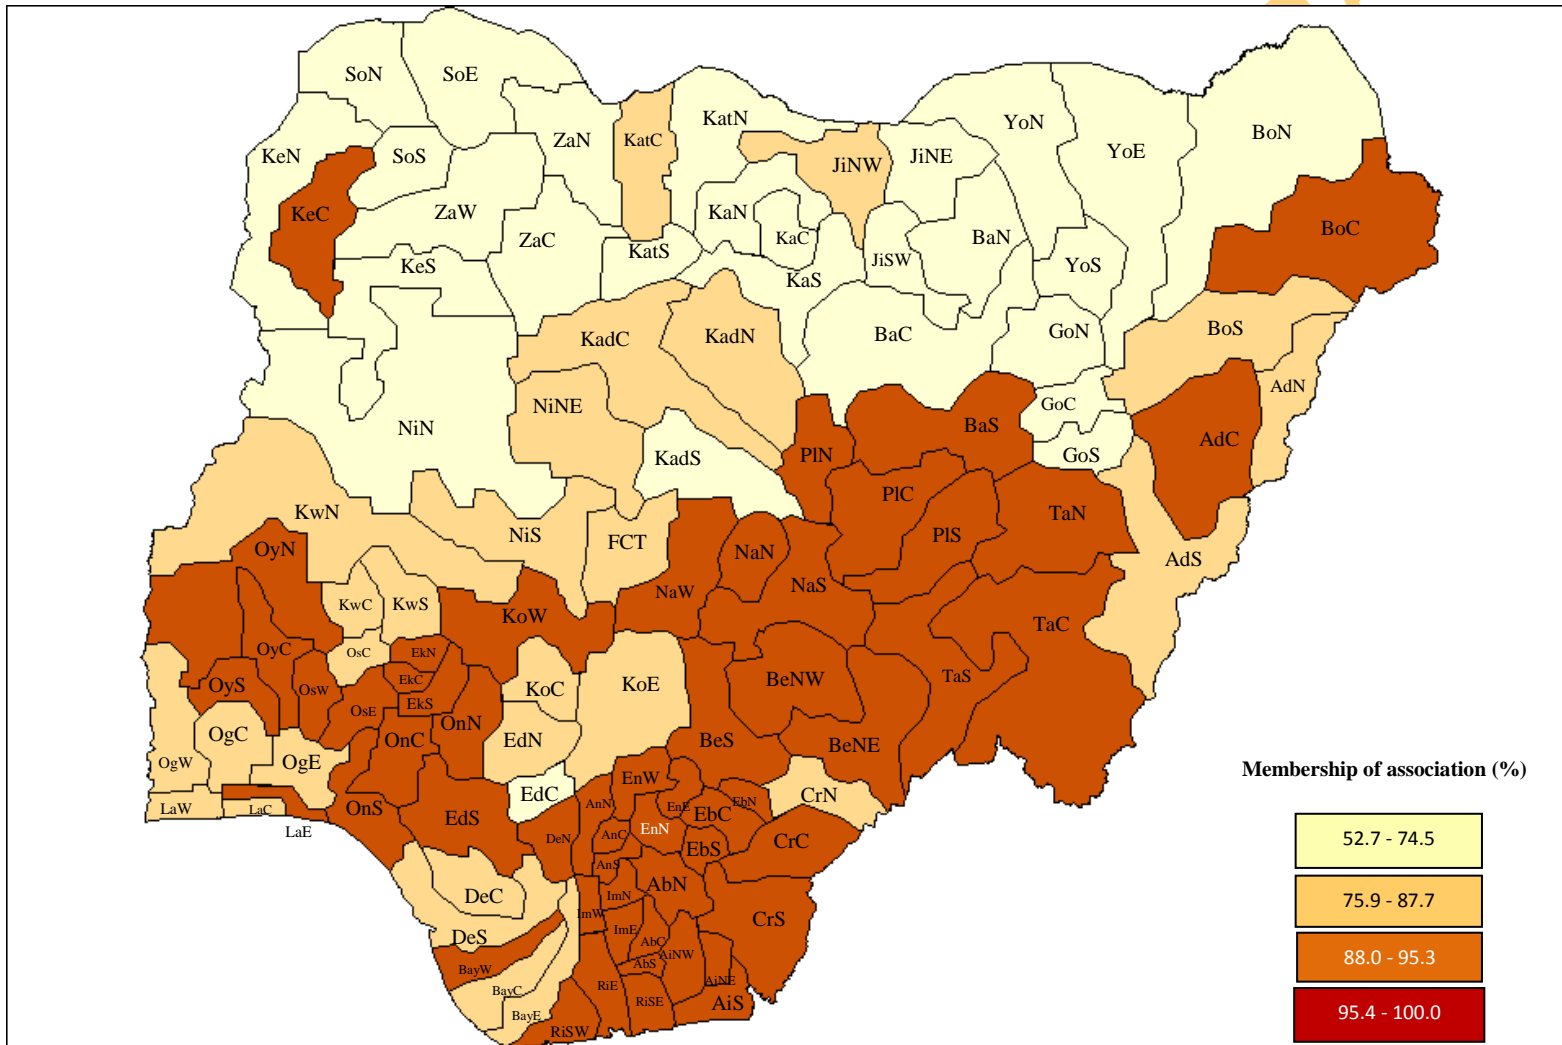 SoN
SoE
KatN
KatC
ZaN
YoN
BoN
YoE
KeN
SoS
JiNW
JiNE
KeC
ZaW
KaN
KaC
BoC
ZaC
BaN
KatS
JiSW
KeS
YoS
KaS
KadC
KadN
BaC
GoN
BoS
AdN
NiNE
GoC
NiN
BaS
AdC
KadS
PlN
GoS
PlC
KwN
NiS
FCT
PlS
TaN
OyN
NaN
AdS
NaW
NaS
KwC
KwS
KoW
TaC
OyC
OsC
EkN
EkC
OyS
OsW
KoC
KoE
BeNW
TaS
OsE
EkS
OnN
OgC
OnC
EdN
BeS
BeNE
OgW
OgE
EnW
EdC
CrN
LaW
LaC
OnS
EdS
AnN
EnE
EbN
EbC
LaE
DeN
AnC
EnN
EbS
CrC
AnS
AbN
DeC
ImN
ImW
CrS
DeS
ImE
AbC
AiNW
BayW
AbS
AiNE
BayC
RiE
RiSE
AiS
BayE
RiSW
Membership of association (%)
52.7 - 74.5
75.9 - 87.7
88.0 - 95.3
95.4 - 100.0